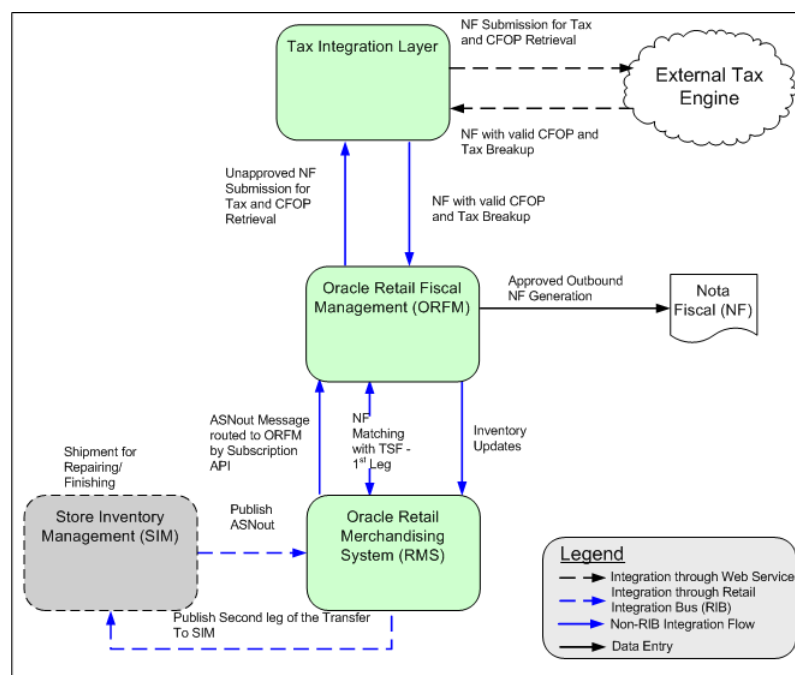 Tax Integration Layer
NF Submission for Tax
and CFOP Retrieval
External Tax
Engine
NF with valid CFOP and
Tax Breakup
Unapproved NF
Submission for
Tax and CFOP
Retrieval
NF with valid CFOP
and Tax Breakup
Oracle Retail Fiscal
Management (ORFM)
Approved Outbound
NF Generation
Nota
Fiscal (NF)
ASNout Message
routed to ORFM
by Subscription
API
NF
Matching
with TSF -
1st Leg
Inventory
Updates
Shipment for
Repairing/
Finishing
Store Inventory
Management (SIM)
Publish
ASNout
Oracle Retail
Merchandising
System (RMS)
Publish Second leg of the Transfer
To SIM
Legend
Integration through Web Service
Integration through Retail
Integration Bus (RIB)
Non-RIB Integration Flow
Data Entry